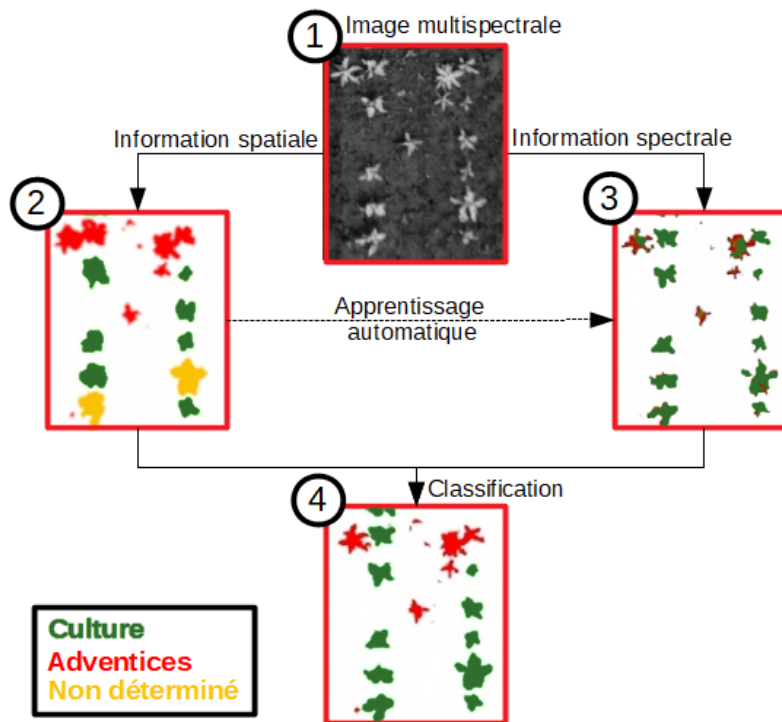 1
Image multispectrale
Information spatiale
Information spectrale
2
3
Apprentissage
automatique
4
Classification
Culture
Adventices
Non déterminé